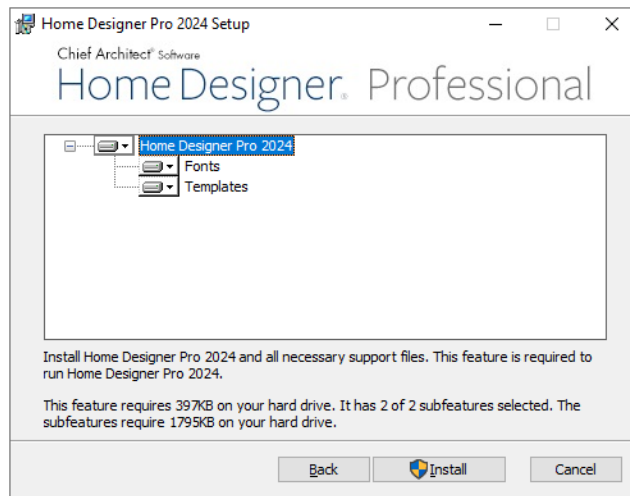 Home Designer Pro 2024 Setup
Chief Architect® Software
Home Designer® Professional
Home Designer Pro 2024
Fonts
Templates
Install Home Designer Pro 2024 and all necessary support files. This feature is required to
run Home Designer Pro 2024.
This feature requires 397KB on your hard drive. It has 2 of 2 subfeatures selected. The
subfeatures require 1795KB on your hard drive.
Back Install Cancel